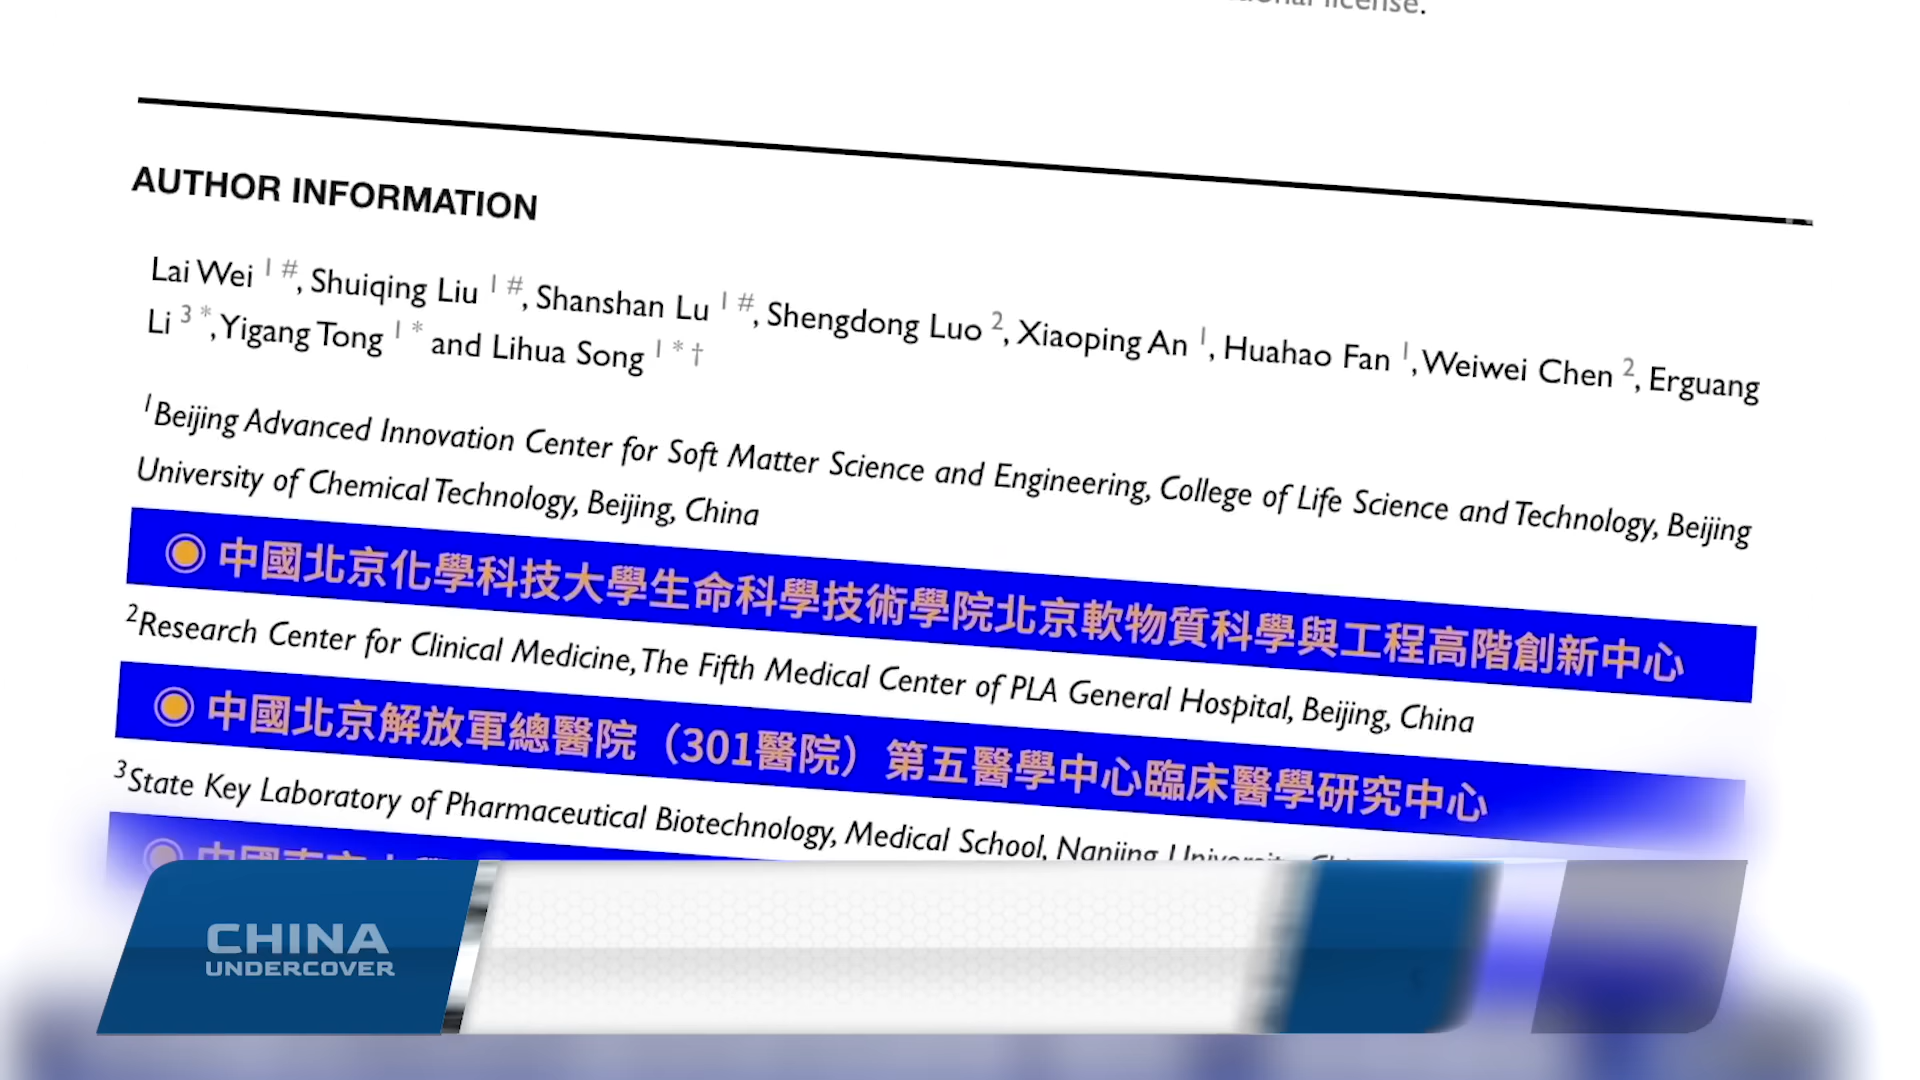 license.
AUTHOR INFORMATION
Lai Wei 1 #, Shuiqing Liu 1 #, Shanshan Lu 1 #, Shengdong Luo 2, Xiaoping An 1, Huahao Fan 1, Weiwei Chen 2, Erguang
Li 3 *, Yigang Tong 1 * and Lihua Song 1 * †
1Beijing Advanced Innovation Center for Soft Matter Science and Engineering, College of Life Science and Technology, Beijing
University of Chemical Technology, Beijing, China
中國北京化學科技大學生命科學技術學院北京軟物質科學與工程高階創新中心
2Research Center for Clinical Medicine, The Fifth Medical Center of PLA General Hospital, Beijing, China
中國北京解放軍總醫院（301醫院）第五醫學中心臨床醫學研究中心
3State Key Laboratory of Pharmaceutical Biotechnology, Medical School, Nanjing University,
中國
CHINA
UNDERCOVER